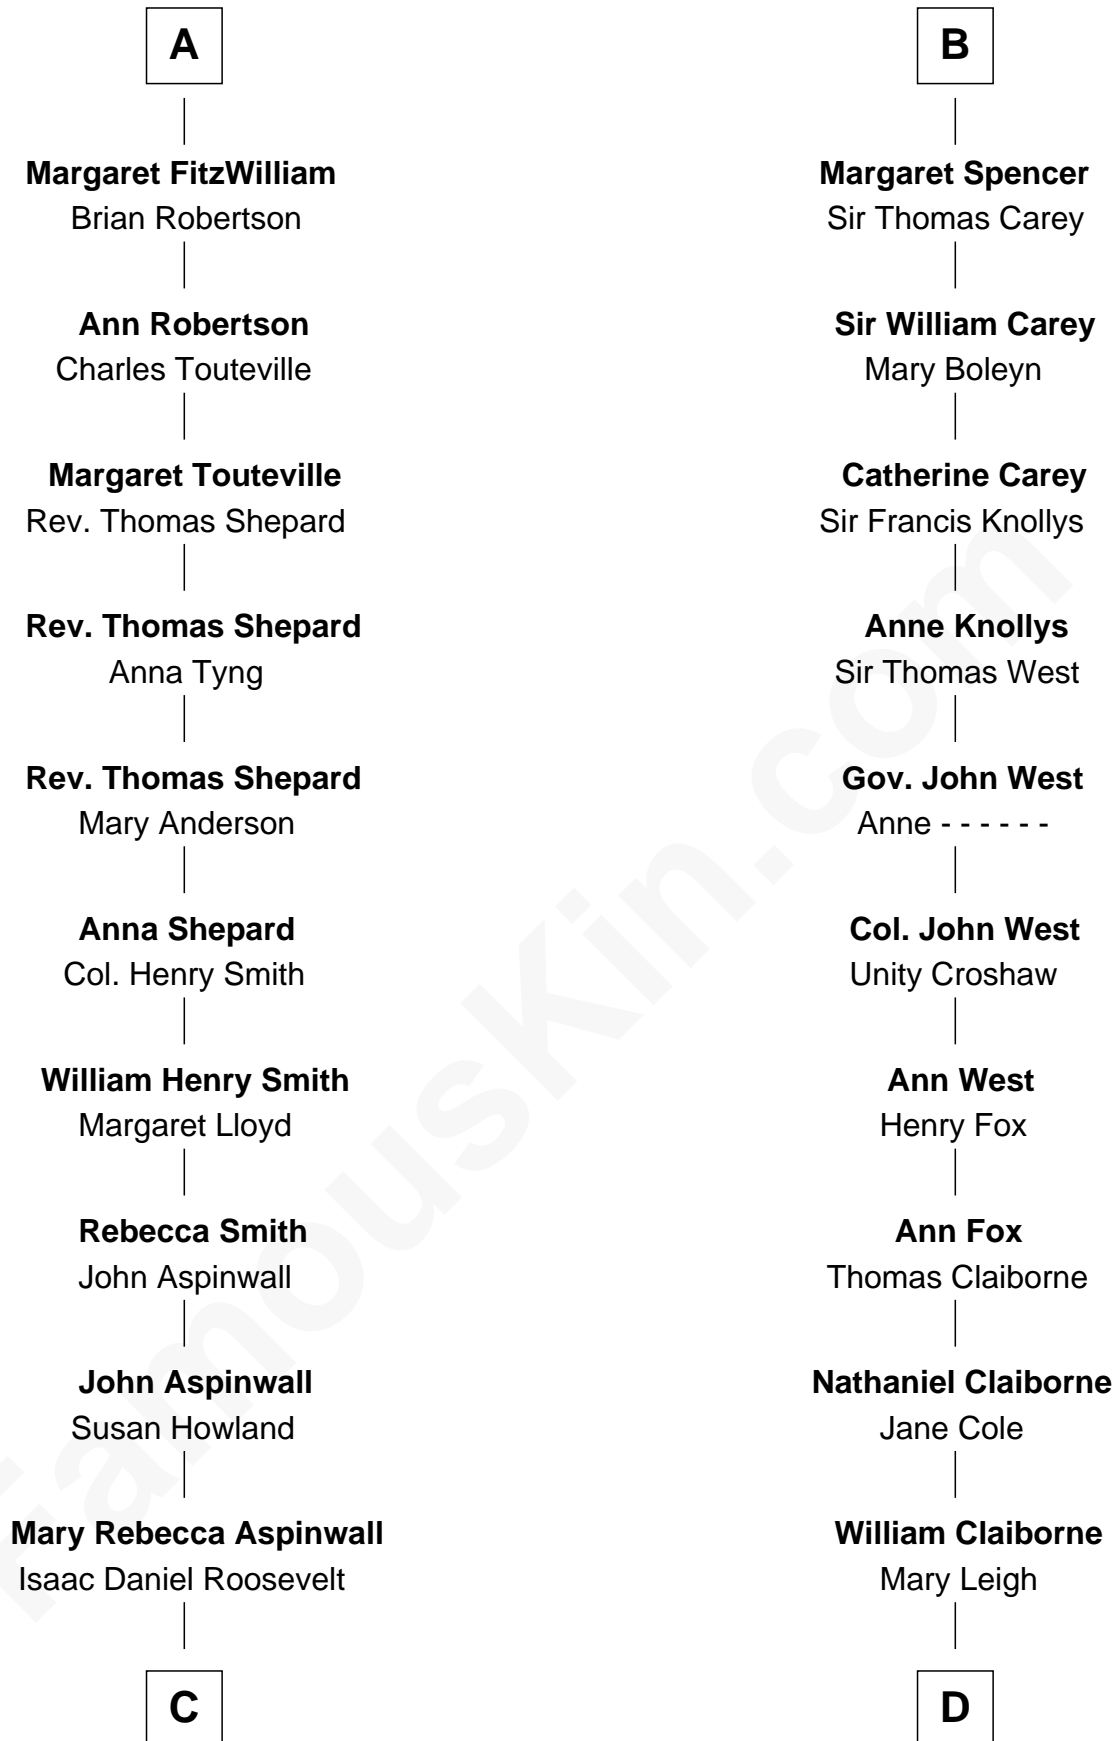 A
Margaret FitzWilliam
Brian Robertson
Ann Robertson
Charles Touteville
Margaret Touteville
Rev. Thomas Shepard
Rev. Thomas Shepard
Anna Tyng
Rev. Thomas Shepard
Mary Anderson
Anna Shepard
Col. Henry Smith
William Henry Smith
Margaret Lloyd
Rebecca Smith
John Aspinwall
John Aspinwall
Susan Howland
Mary Rebecca Aspinwall
Isaac Daniel Roosevelt
C
B
Margaret Spencer
Sir Thomas Carey
Sir William Carey
Mary Boleyn
Catherine Carey
Sir Francis Knollys
Anne Knollys
Sir Thomas West
Gov. John West
Anne - - - - - -
Col. John West
Unity Croshaw
Ann West
Henry Fox
Ann Fox
Thomas Claiborne
Nathaniel Claiborne
Jane Cole
William Claiborne
Mary Leigh
D
FamousKin.com